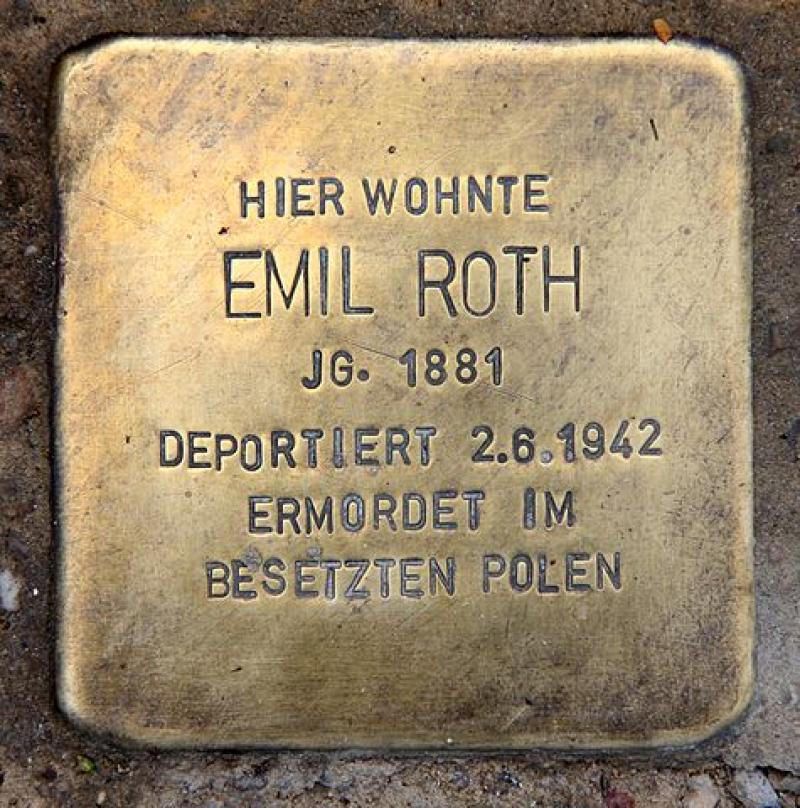 HIER WOHNTE
EMIL ROTH
JG. 1881
DEPORTIERT 2.6.1942
ERMORDET IM
BESETZTEN POLEN